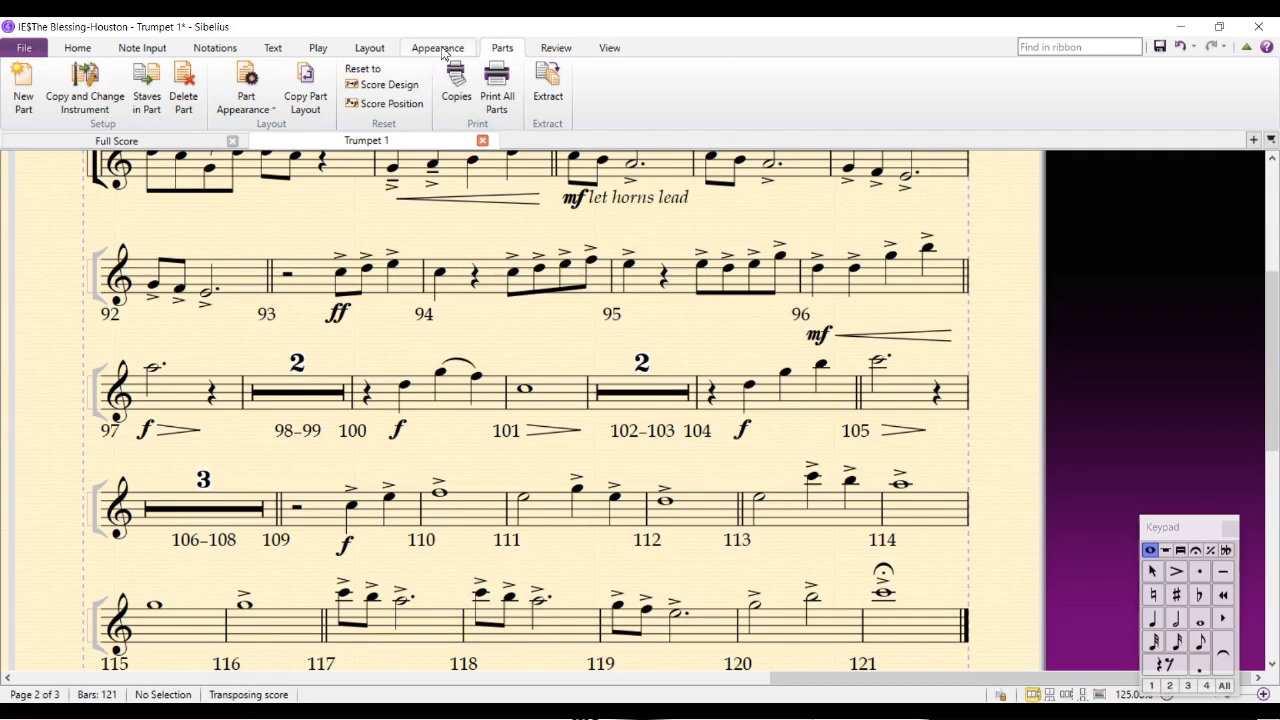 IE$The Blessing-Houston - Trumpet 1* - Sibelius
File Home Note Input Notations Text Play Layout Appearance Parts Review View Find in ribbon
New Part
Copy and Change Instrument
Staves in Part
Delete Part
Setup
Part Appearance
Copy Part Layout
Layout
Reset to
Score Design
Score Position
Reset
Copies
Print All Parts
Print
Extract
Extract
Full Score Trumpet 1
mf let horns lead
92 93 ff 94 95 96
mf
2 2
97 f 98–99 100 f 101 102–103 104 f 105
3
106–108 109 f 110 111 112 113 114
115 116 117 118 119 120 121
Keypad
1 2 3 4 All
Page 2 of 3 Bars: 121 No Selection Transposing score